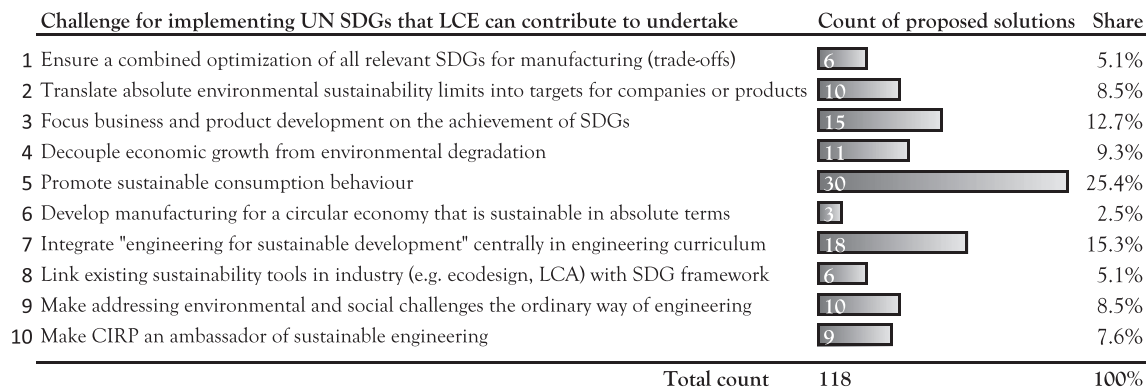 Challenge for implementing UN SDGs that LCE can contribute to undertake Count of proposed solutions Share
1 Ensure a combined optimization of all relevant SDGs for manufacturing (trade-offs) 6 5.1%
2 Translate absolute environmental sustainability limits into targets for companies or products 10 8.5%
3 Focus business and product development on the achievement of SDGs 15 12.7%
4 Decouple economic growth from environmental degradation 11 9.3%
5 Promote sustainable consumption behaviour 30 25.4%
6 Develop manufacturing for a circular economy that is sustainable in absolute terms 3 2.5%
7 Integrate "engineering for sustainable development" centrally in engineering curriculum 18 15.3%
8 Link existing sustainability tools in industry (e.g. ecodesign, LCA) with SDG framework 6 5.1%
9 Make addressing environmental and social challenges the ordinary way of engineering 10 8.5%
10 Make CIRP an ambassador of sustainable engineering 9 7.6%
Total count 118 100%